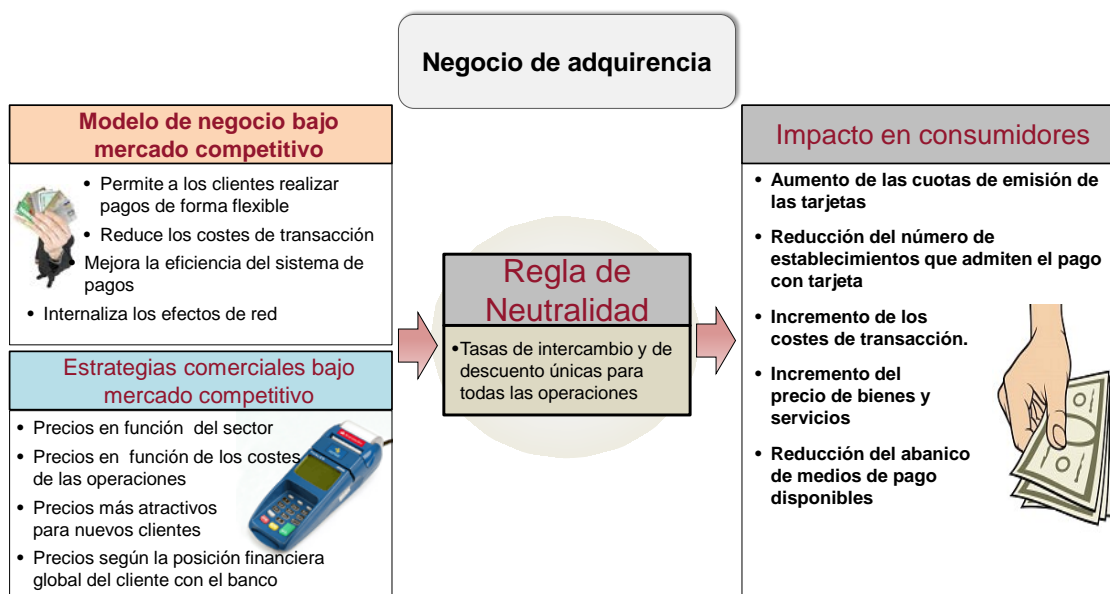 Negocio de adquirencia
Modelo de negocio bajo
mercado competitivo
• Permite a los clientes realizar
pagos de forma flexible
• Reduce los costes de transacción
• Mejora la eficiencia del sistema de
pagos
• Internaliza los efectos de red
Estrategias comerciales bajo
mercado competitivo
• Precios en función del sector
• Precios en función de los costes
de las operaciones
• Precios más atractivos
para nuevos clientes
• Precios según la posición financiera
global del cliente con el banco
Regla de
Neutralidad
•Tasas de intercambio y de
descuento únicas para
todas las operaciones
Impacto en consumidores
• Aumento de las cuotas de emisión de
las tarjetas
• Reducción del número de
establecimientos que admiten el pago
con tarjeta
• Incremento de los
costes de transacción.
• Incremento del
precio de bienes y
servicios
• Reducción del abanico
de medios de pago
disponibles